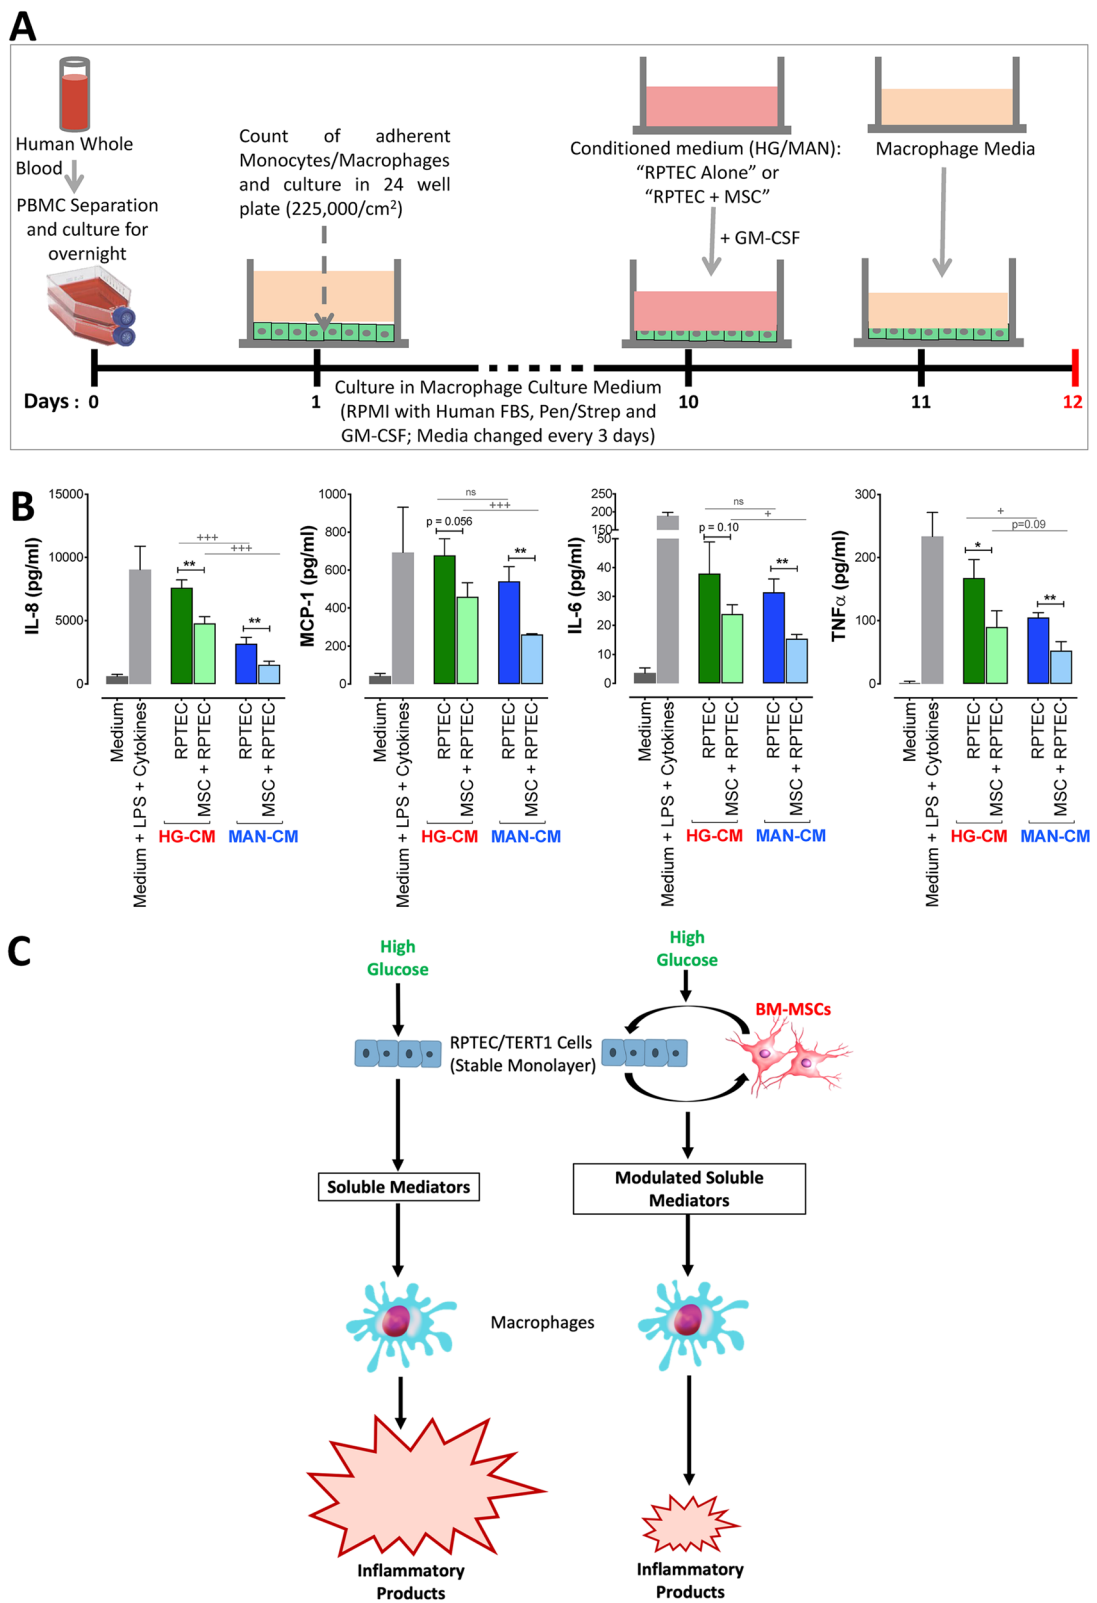 A
Human Whole
Blood
PBMC Separation
and culture for
overnight
Count of adherent
Monocytes/Macrophages
and culture in 24 well
plate (225,000/cm²)
Conditioned medium (HG/MAN):
“RPTEC Alone” or
“RPTEC + MSC”
+ GM-CSF
Macrophage Media
Days : 0
1
10
11
12
Culture in Macrophage Culture Medium
(RPMI with Human FBS, Pen/Strep and
GM-CSF; Media changed every 3 days)
B
IL-8 (pg/ml)
15000
10000
5000
0
+++
+++
**
**
Medium
Medium + LPS + Cytokines
RPTEC
MSC + RPTEC
RPTEC
MSC + RPTEC
HG-CM
MAN-CM
MCP-1 (pg/ml)
1000
800
600
400
200
0
ns
+++
p = 0.056
**
Medium
Medium + LPS + Cytokines
RPTEC
MSC + RPTEC
RPTEC
MSC + RPTEC
HG-CM
MAN-CM
IL-6 (pg/ml)
250
200
150
100
50
40
30
20
10
0
ns
+
p = 0.10
**
Medium
Medium + LPS + Cytokines
RPTEC
MSC + RPTEC
RPTEC
MSC + RPTEC
HG-CM
MAN-CM
TNFα (pg/ml)
300
200
100
0
+
p=0.09
*
**
Medium
Medium + LPS + Cytokines
RPTEC
MSC + RPTEC
RPTEC
MSC + RPTEC
HG-CM
MAN-CM
C
High
Glucose
High
Glucose
BM-MSCs
RPTEC/TERT1 Cells
(Stable Monolayer)
Soluble Mediators
Modulated Soluble
Mediators
Macrophages
Inflammatory
Products
Inflammatory
Products